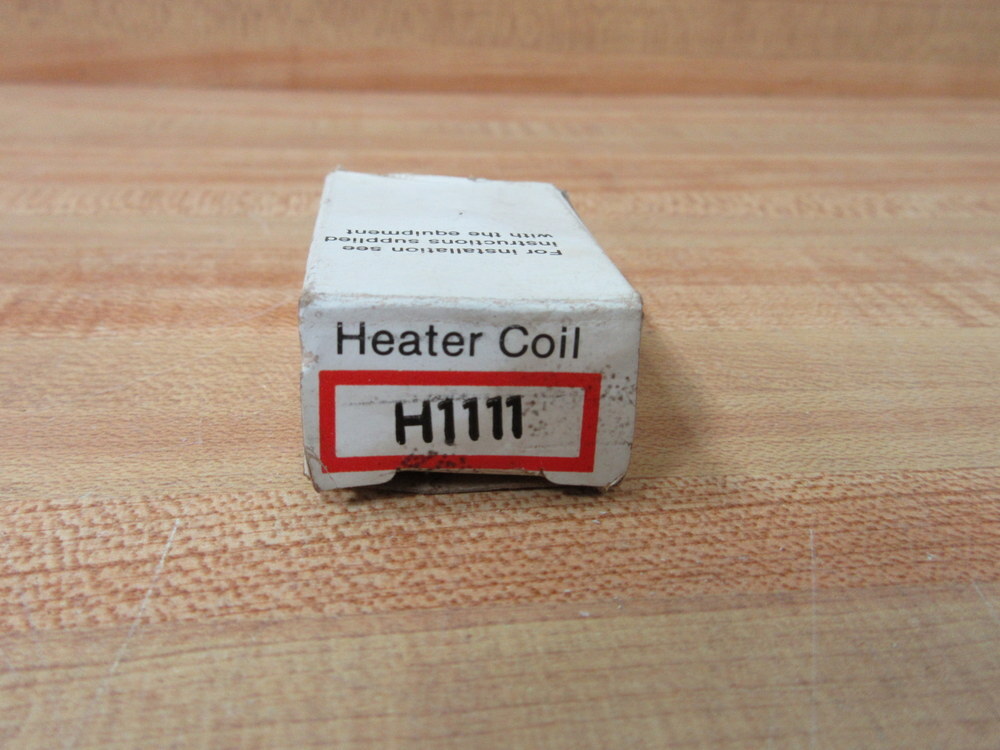 For installation see
instructions supplied
with the equipment
Heater Coil
H1111